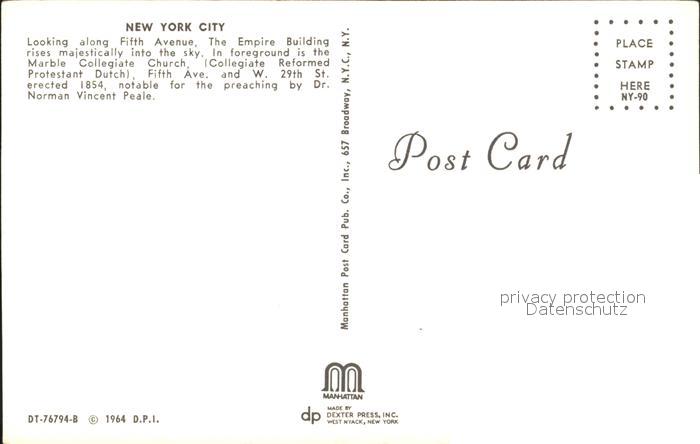 NEW YORK CITY
Looking along Fifth Avenue, The Empire Building
rises majestically into the sky. In foreground is the
Marble Collegiate Church, (Collegiate Reformed
Protestant Dutch), Fifth Ave. and W. 29th St.
erected 1854, notable for the preaching by Dr.
Norman Vincent Peale.
Manhattan Post Card Pub. Co., Inc., 657 Broadway, N.Y.C., N.Y.
PLACE
STAMP
HERE
NY-90
Post Card
privacy protection
Datenschutz
MANHATTAN
DT-76794-B © 1964 D.P.I.
dp
MADE BY
DEXTER PRESS, INC.
WEST NYACK, NEW YORK